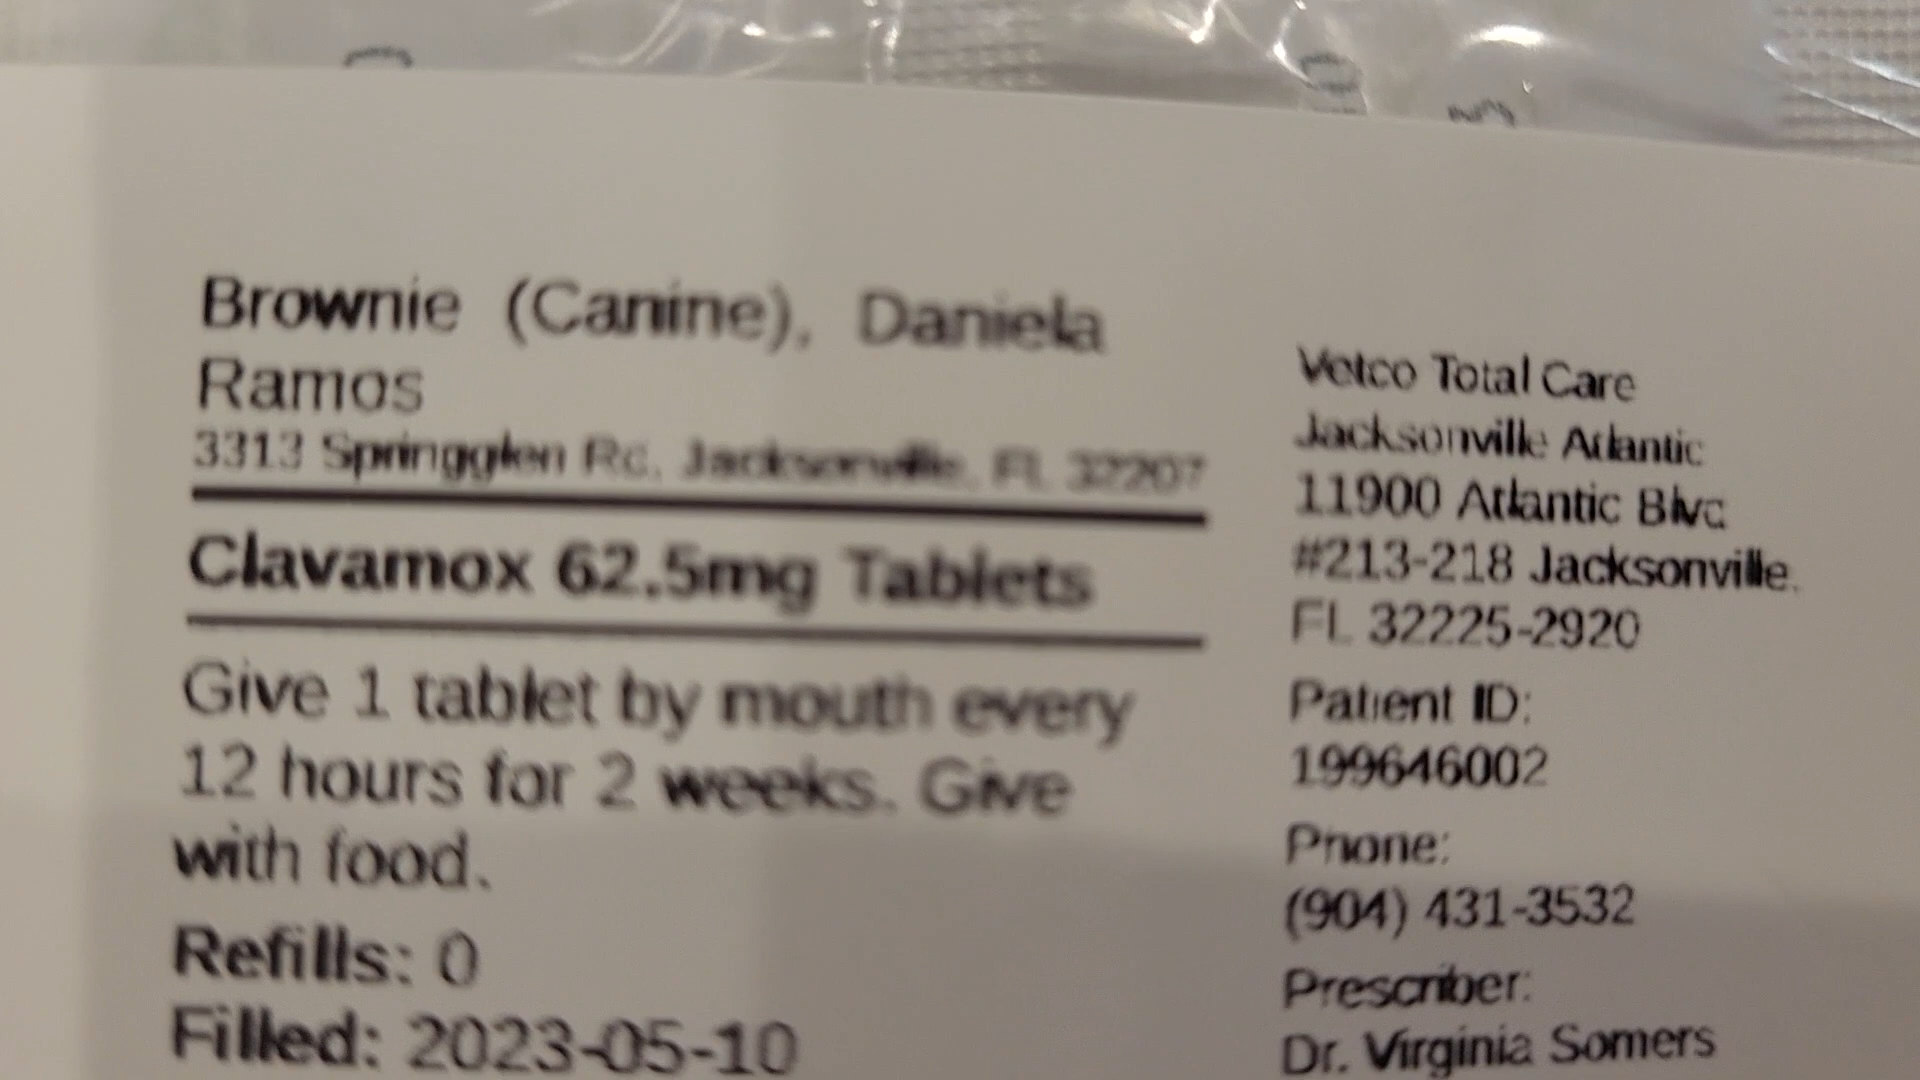 Brownie (Canine), Daniela
Ramos
3313 Springglen Rd, Jacksonville, FL 32207
Clavamox 62.5mg Tablets
Give 1 tablet by mouth every
12 hours for 2 weeks. Give
with food.
Refills: 0
Filled: 2023-05-10
Vetco Total Care
Jacksonville Atlantic
11900 Atlantic Blvd
#213-218 Jacksonville,
FL 32225-2920
Patient ID:
199646002
Phone:
(904) 431-3532
Prescriber:
Dr. Virginia Somers